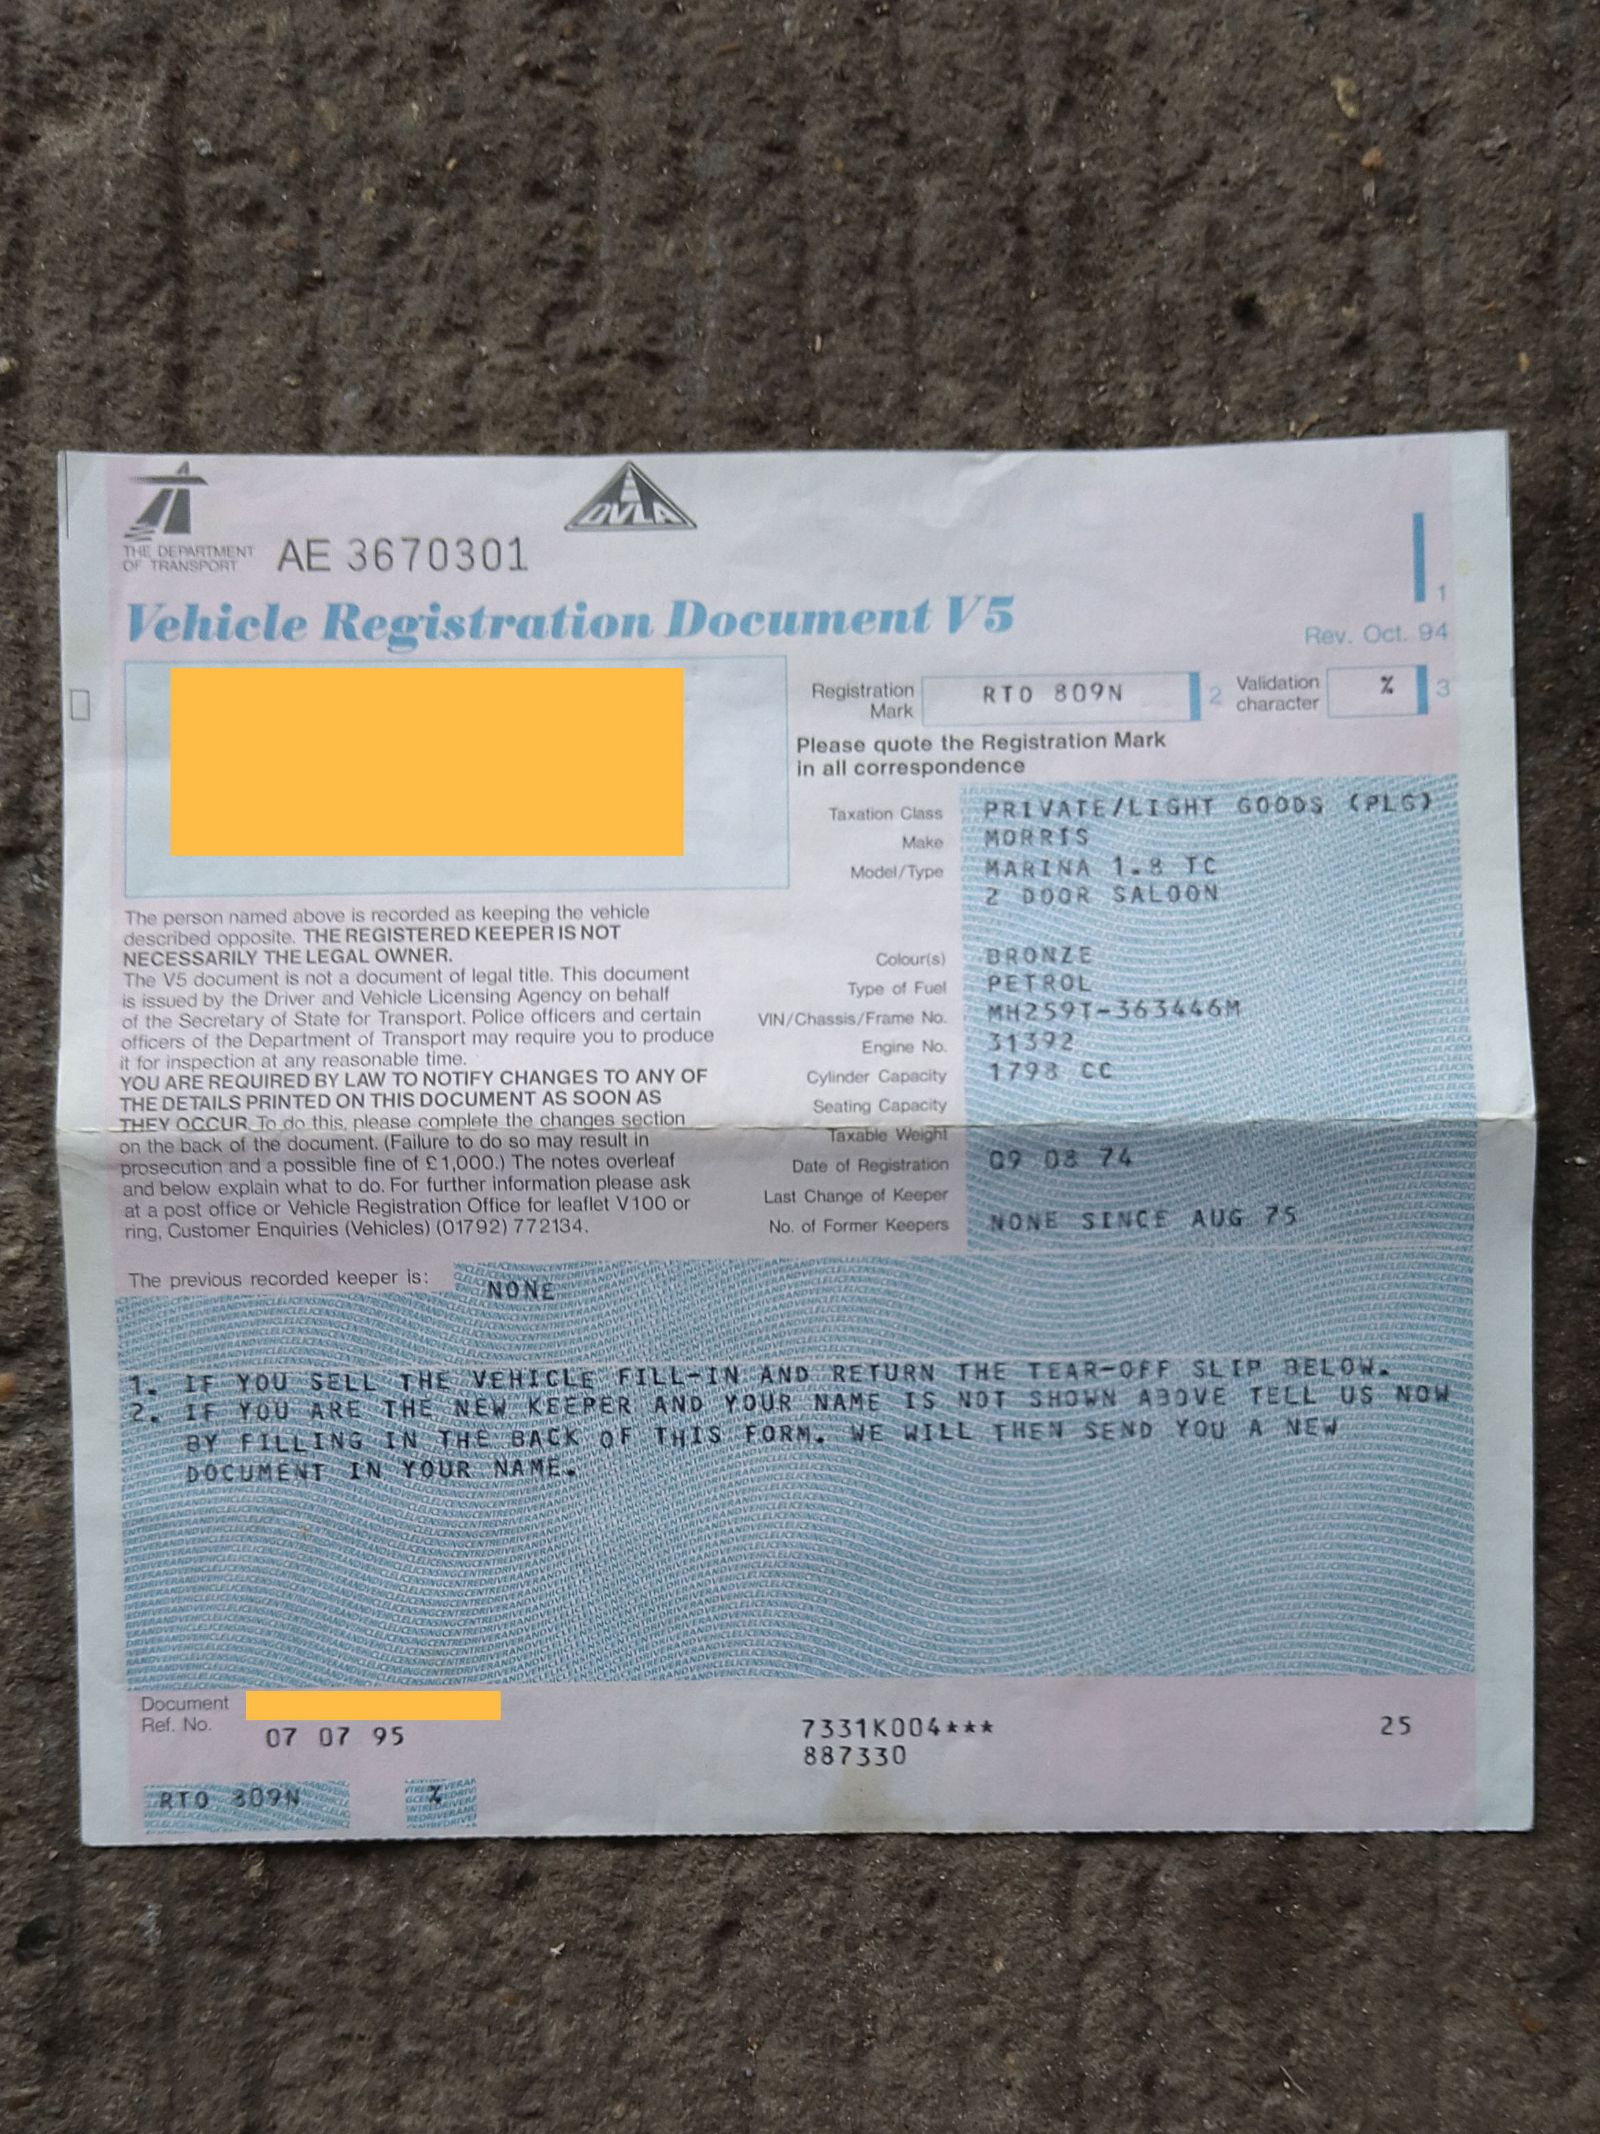 DVLA
THE DEPARTMENT
OF TRANSPORT
AE 3670301
1
Vehicle Registration Document V5
Rev. Oct. 94
Registration
Mark
RTO 809N
2
Validation
character
%
3
Please quote the Registration Mark
in all correspondence
Taxation Class PRIVATE/LIGHT GOODS (PLG)
Make MORRIS
Model/Type MARINA 1.8 TC
2 DOOR SALOON
Colour(s) BRONZE
Type of Fuel PETROL
VIN/Chassis/Frame No. MH2S9T-363446M
Engine No. 31392
Cylinder Capacity 1798 CC
Seating Capacity
Taxable Weight
Date of Registration 09 08 74
Last Change of Keeper
No. of Former Keepers NONE SINCE AUG 75
The person named above is recorded as keeping the vehicle
described opposite. THE REGISTERED KEEPER IS NOT
NECESSARILY THE LEGAL OWNER.
The V5 document is not a document of legal title. This document
is issued by the Driver and Vehicle Licensing Agency on behalf
of the Secretary of State for Transport. Police officers and certain
officers of the Department of Transport may require you to produce
it for inspection at any reasonable time.
YOU ARE REQUIRED BY LAW TO NOTIFY CHANGES TO ANY OF
THE DETAILS PRINTED ON THIS DOCUMENT AS SOON AS
THEY OCCUR. To do this, please complete the changes section
on the back of the document. (Failure to do so may result in
prosecution and a possible fine of £1,000.) The notes overleaf
and below explain what to do. For further information please ask
at a post office or Vehicle Registration Office for leaflet V100 or
ring, Customer Enquiries (Vehicles) (01792) 772134.
The previous recorded keeper is: NONE
1. IF YOU SELL THE VEHICLE FILL-IN AND RETURN THE TEAR-OFF SLIP BELOW.
2. IF YOU ARE THE NEW KEEPER AND YOUR NAME IS NOT SHOWN ABOVE TELL US NOW
BY FILLING IN THE BACK OF THIS FORM. WE WILL THEN SEND YOU A NEW
DOCUMENT IN YOUR NAME.
Document
Ref. No.
07 07 95
7331K004***
887330
25
RTO 809N
%